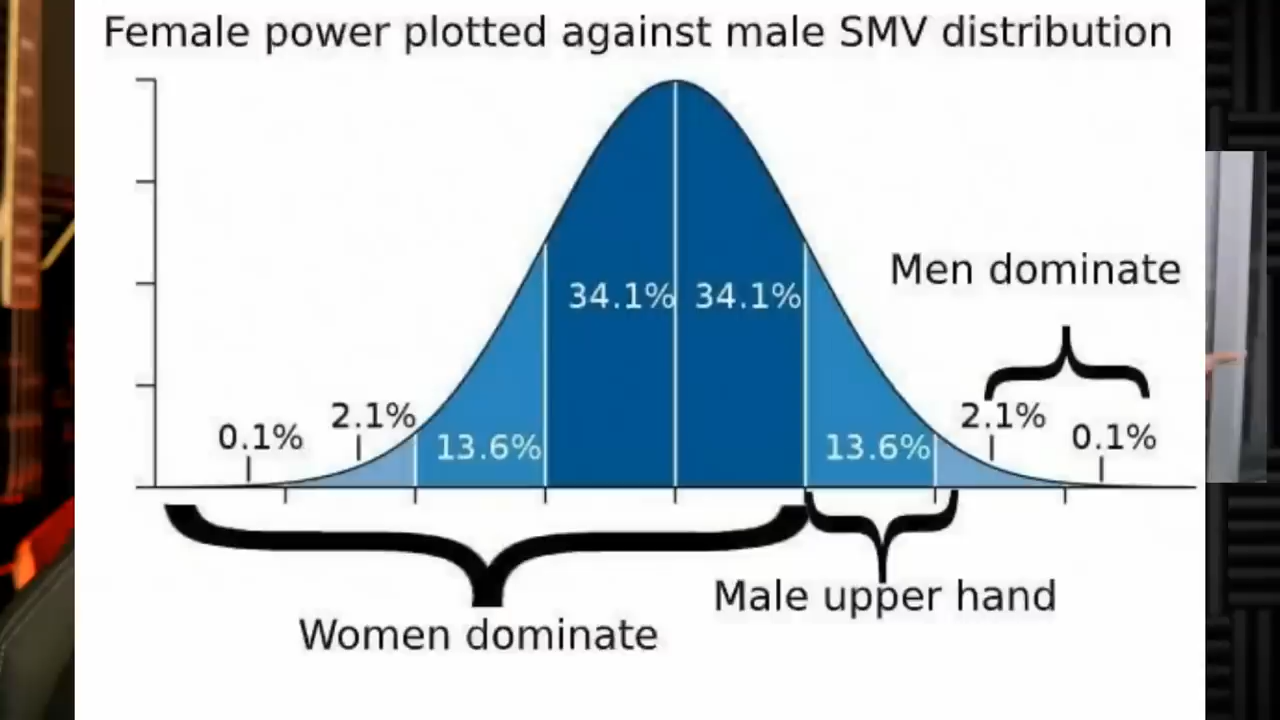 Female power plotted against male SMV distribution
Men dominate
34.1% 34.1%
0.1% 2.1% 13.6% 13.6% 2.1% 0.1%
Male upper hand
Women dominate